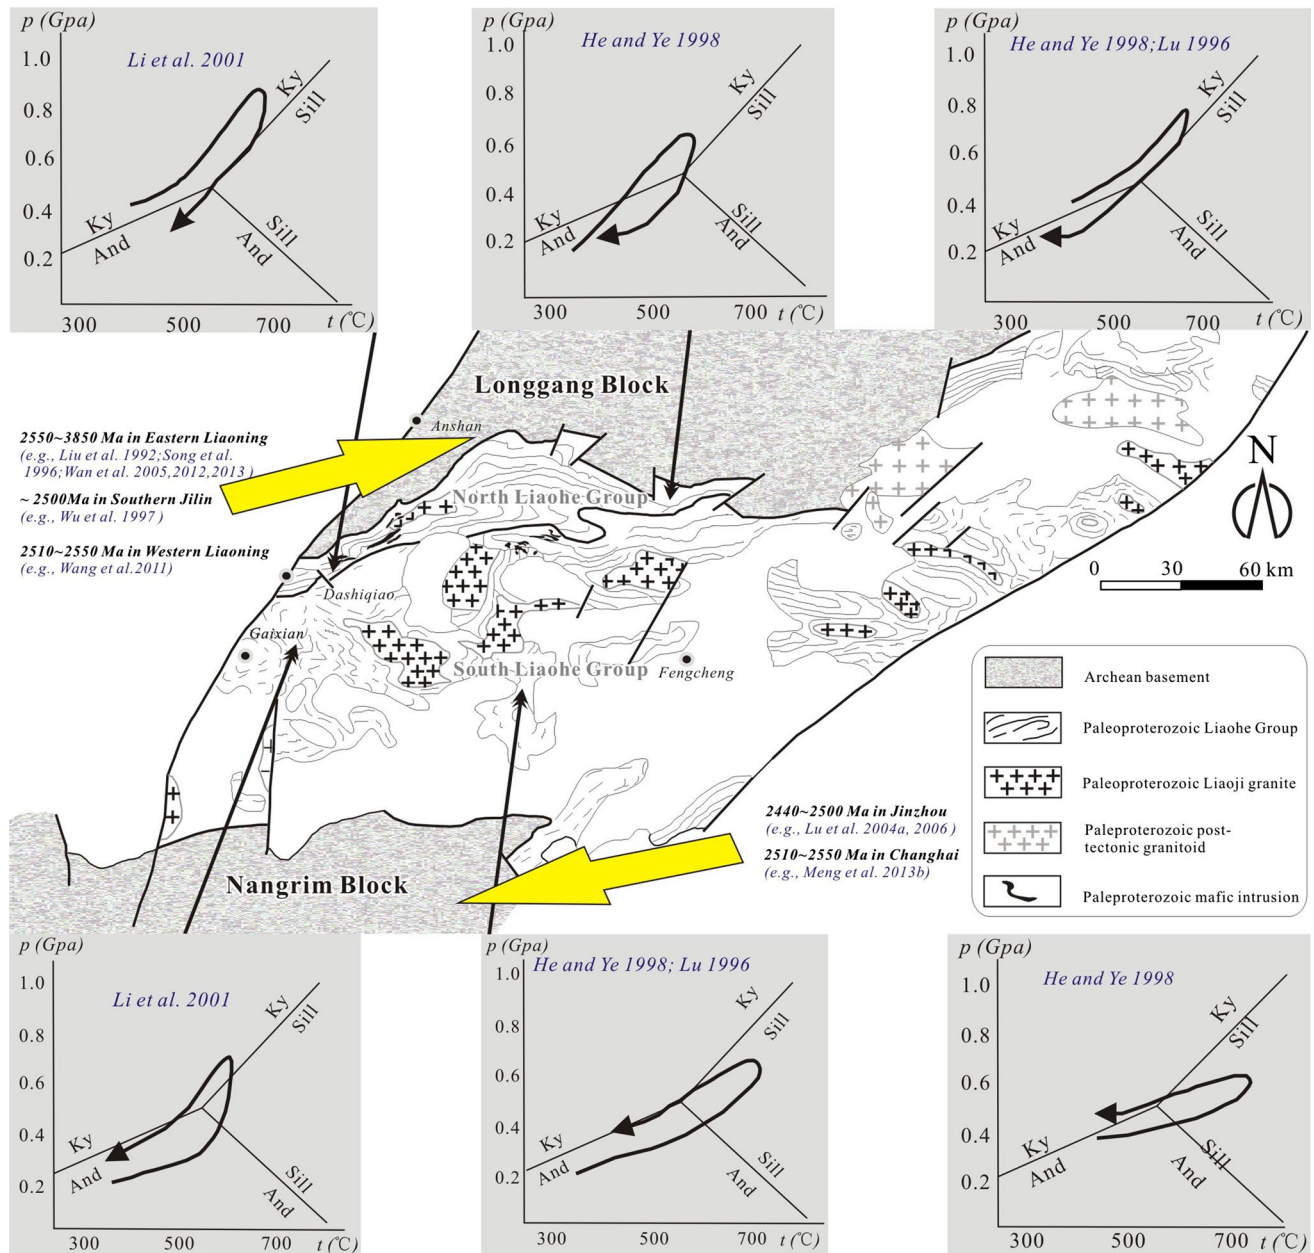 p (Gpa)
Li et al. 2001
1.0
0.8
0.6
0.4
0.2
Ky
Sill
Ky
And
Sill
And
300
500
700
t (℃)
p (Gpa)
He and Ye 1998
1.0
0.8
0.6
0.4
0.2
Ky
Sill
Ky
And
Sill
And
300
500
700
t (℃)
p (Gpa)
He and Ye 1998;Lu 1996
1.0
0.8
0.6
0.4
0.2
Ky
Sill
Ky
And
Sill
And
300
500
700
t (℃)
Longgang Block
Anshan
2550~3850 Ma in Eastern Liaoning
(e.g., Liu et al. 1992;Song et al.
1996;Wan et al. 2005,2012,2013 )
~ 2500Ma in Southern Jilin
(e.g., Wu et al. 1997 )
2510~2550 Ma in Western Liaoning
(e.g., Wang et al.2011)
North Liaohe Group
N
0 30 60 km
Dashiqiao
Gaixian
South Liaohe Group
Fengcheng
Archean basement
Paleoproterozoic Liaohe Group
Paleoproterozoic Liaoji granite
Paleproterozoic post-
tectonic granitoid
Paleoproterozoic mafic intrusion
2440~2500 Ma in Jinzhou
(e.g., Lu et al. 2004a, 2006 )
2510~2550 Ma in Changhai
(e.g., Meng et al. 2013b)
Nangrim Block
p (Gpa)
Li et al. 2001
1.0
0.8
0.6
0.4
0.2
Ky
Sill
Ky
And
Sill
And
300
500
700
t (℃)
p (Gpa)
He and Ye 1998; Lu 1996
1.0
0.8
0.6
0.4
0.2
Ky
Sill
Ky
And
Sill
And
300
500
700
t (℃)
p (Gpa)
He and Ye 1998
1.0
0.8
0.6
0.4
0.2
Ky
Sill
Ky
And
Sill
And
300
500
700
t (℃)